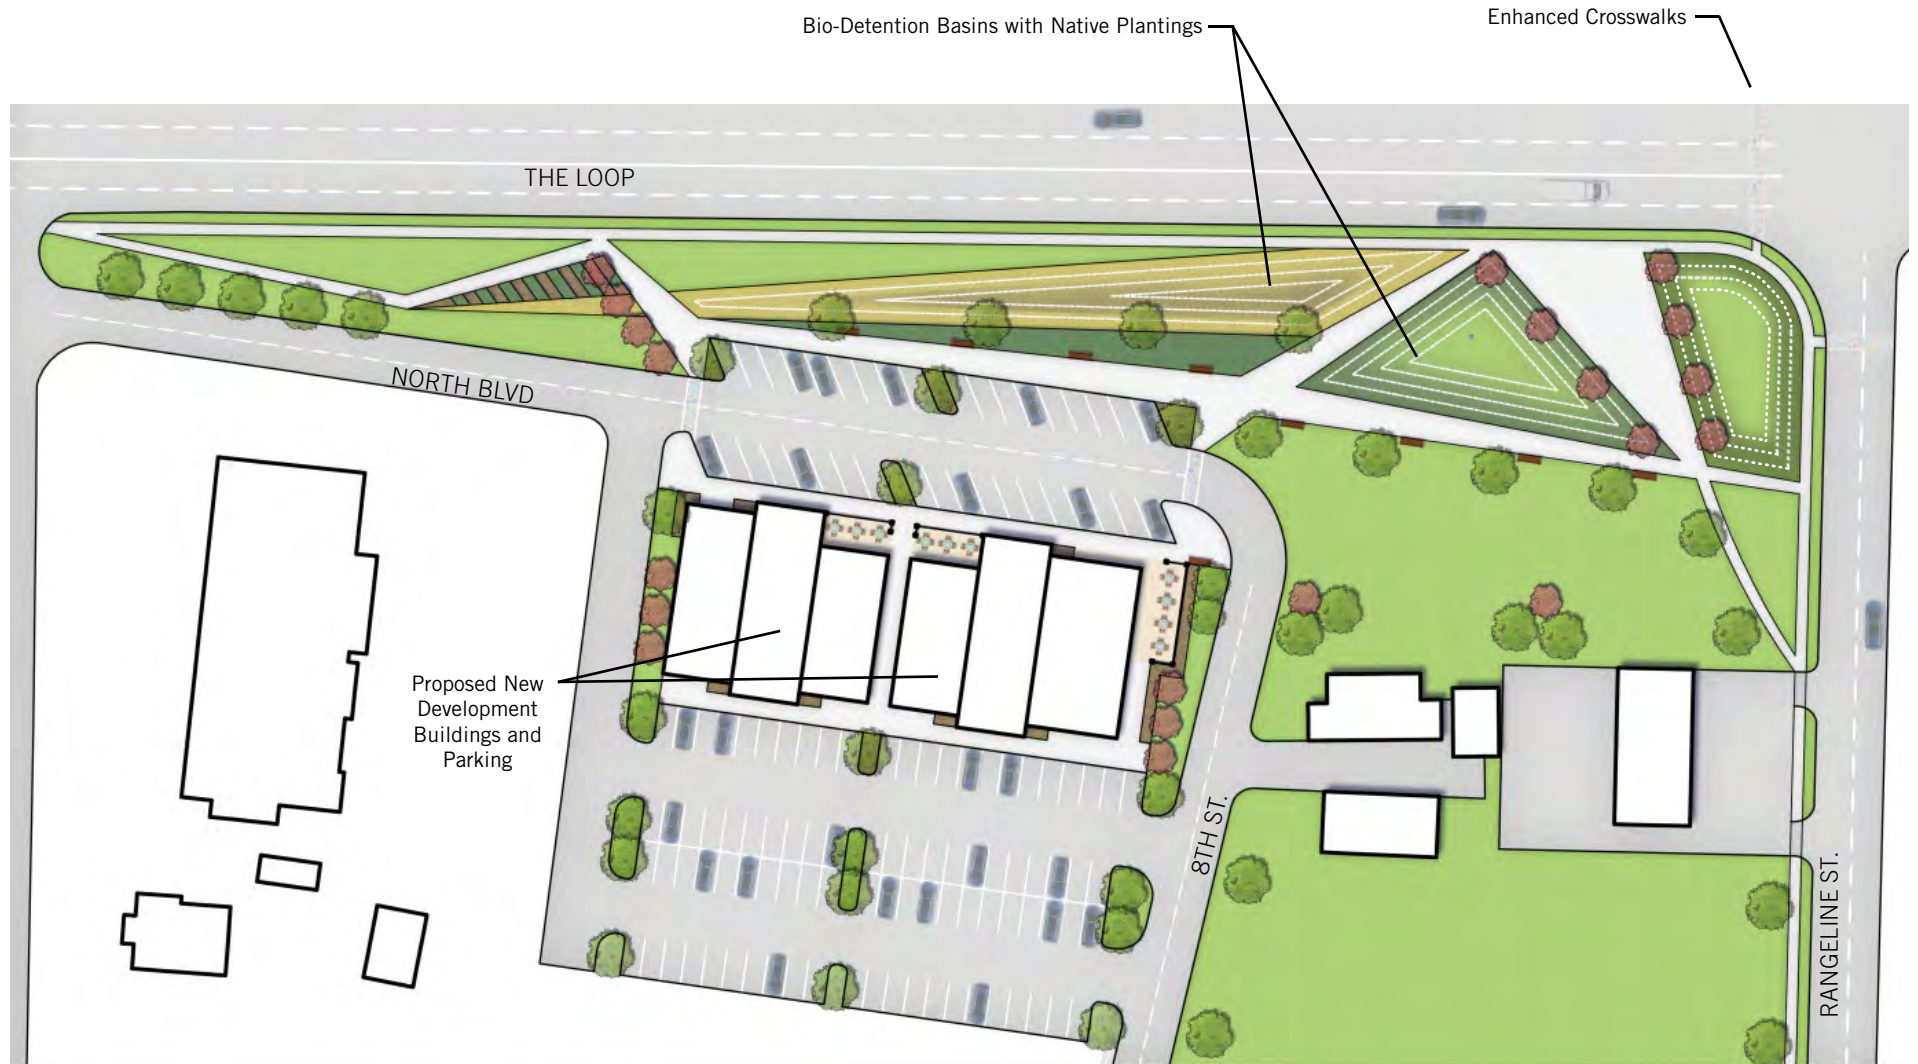 Bio-Detention Basins with Native Plantings
Enhanced Crosswalks
THE LOOP
NORTH BLVD
Proposed New
Development
Buildings and
Parking
8TH ST.
RANGELINE ST.